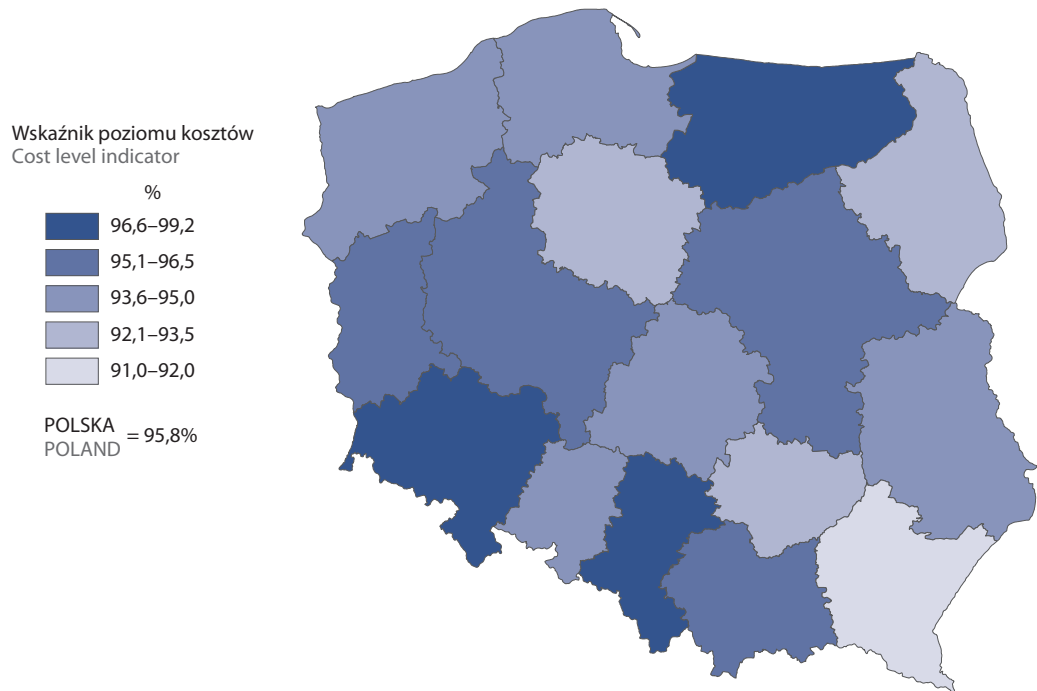 Wskaźnik poziomu kosztów
Cost level indicator
%
96,6–99,2
95,1–96,5
93,6–95,0
92,1–93,5
91,0–92,0
POLSKA
POLAND = 95,8%